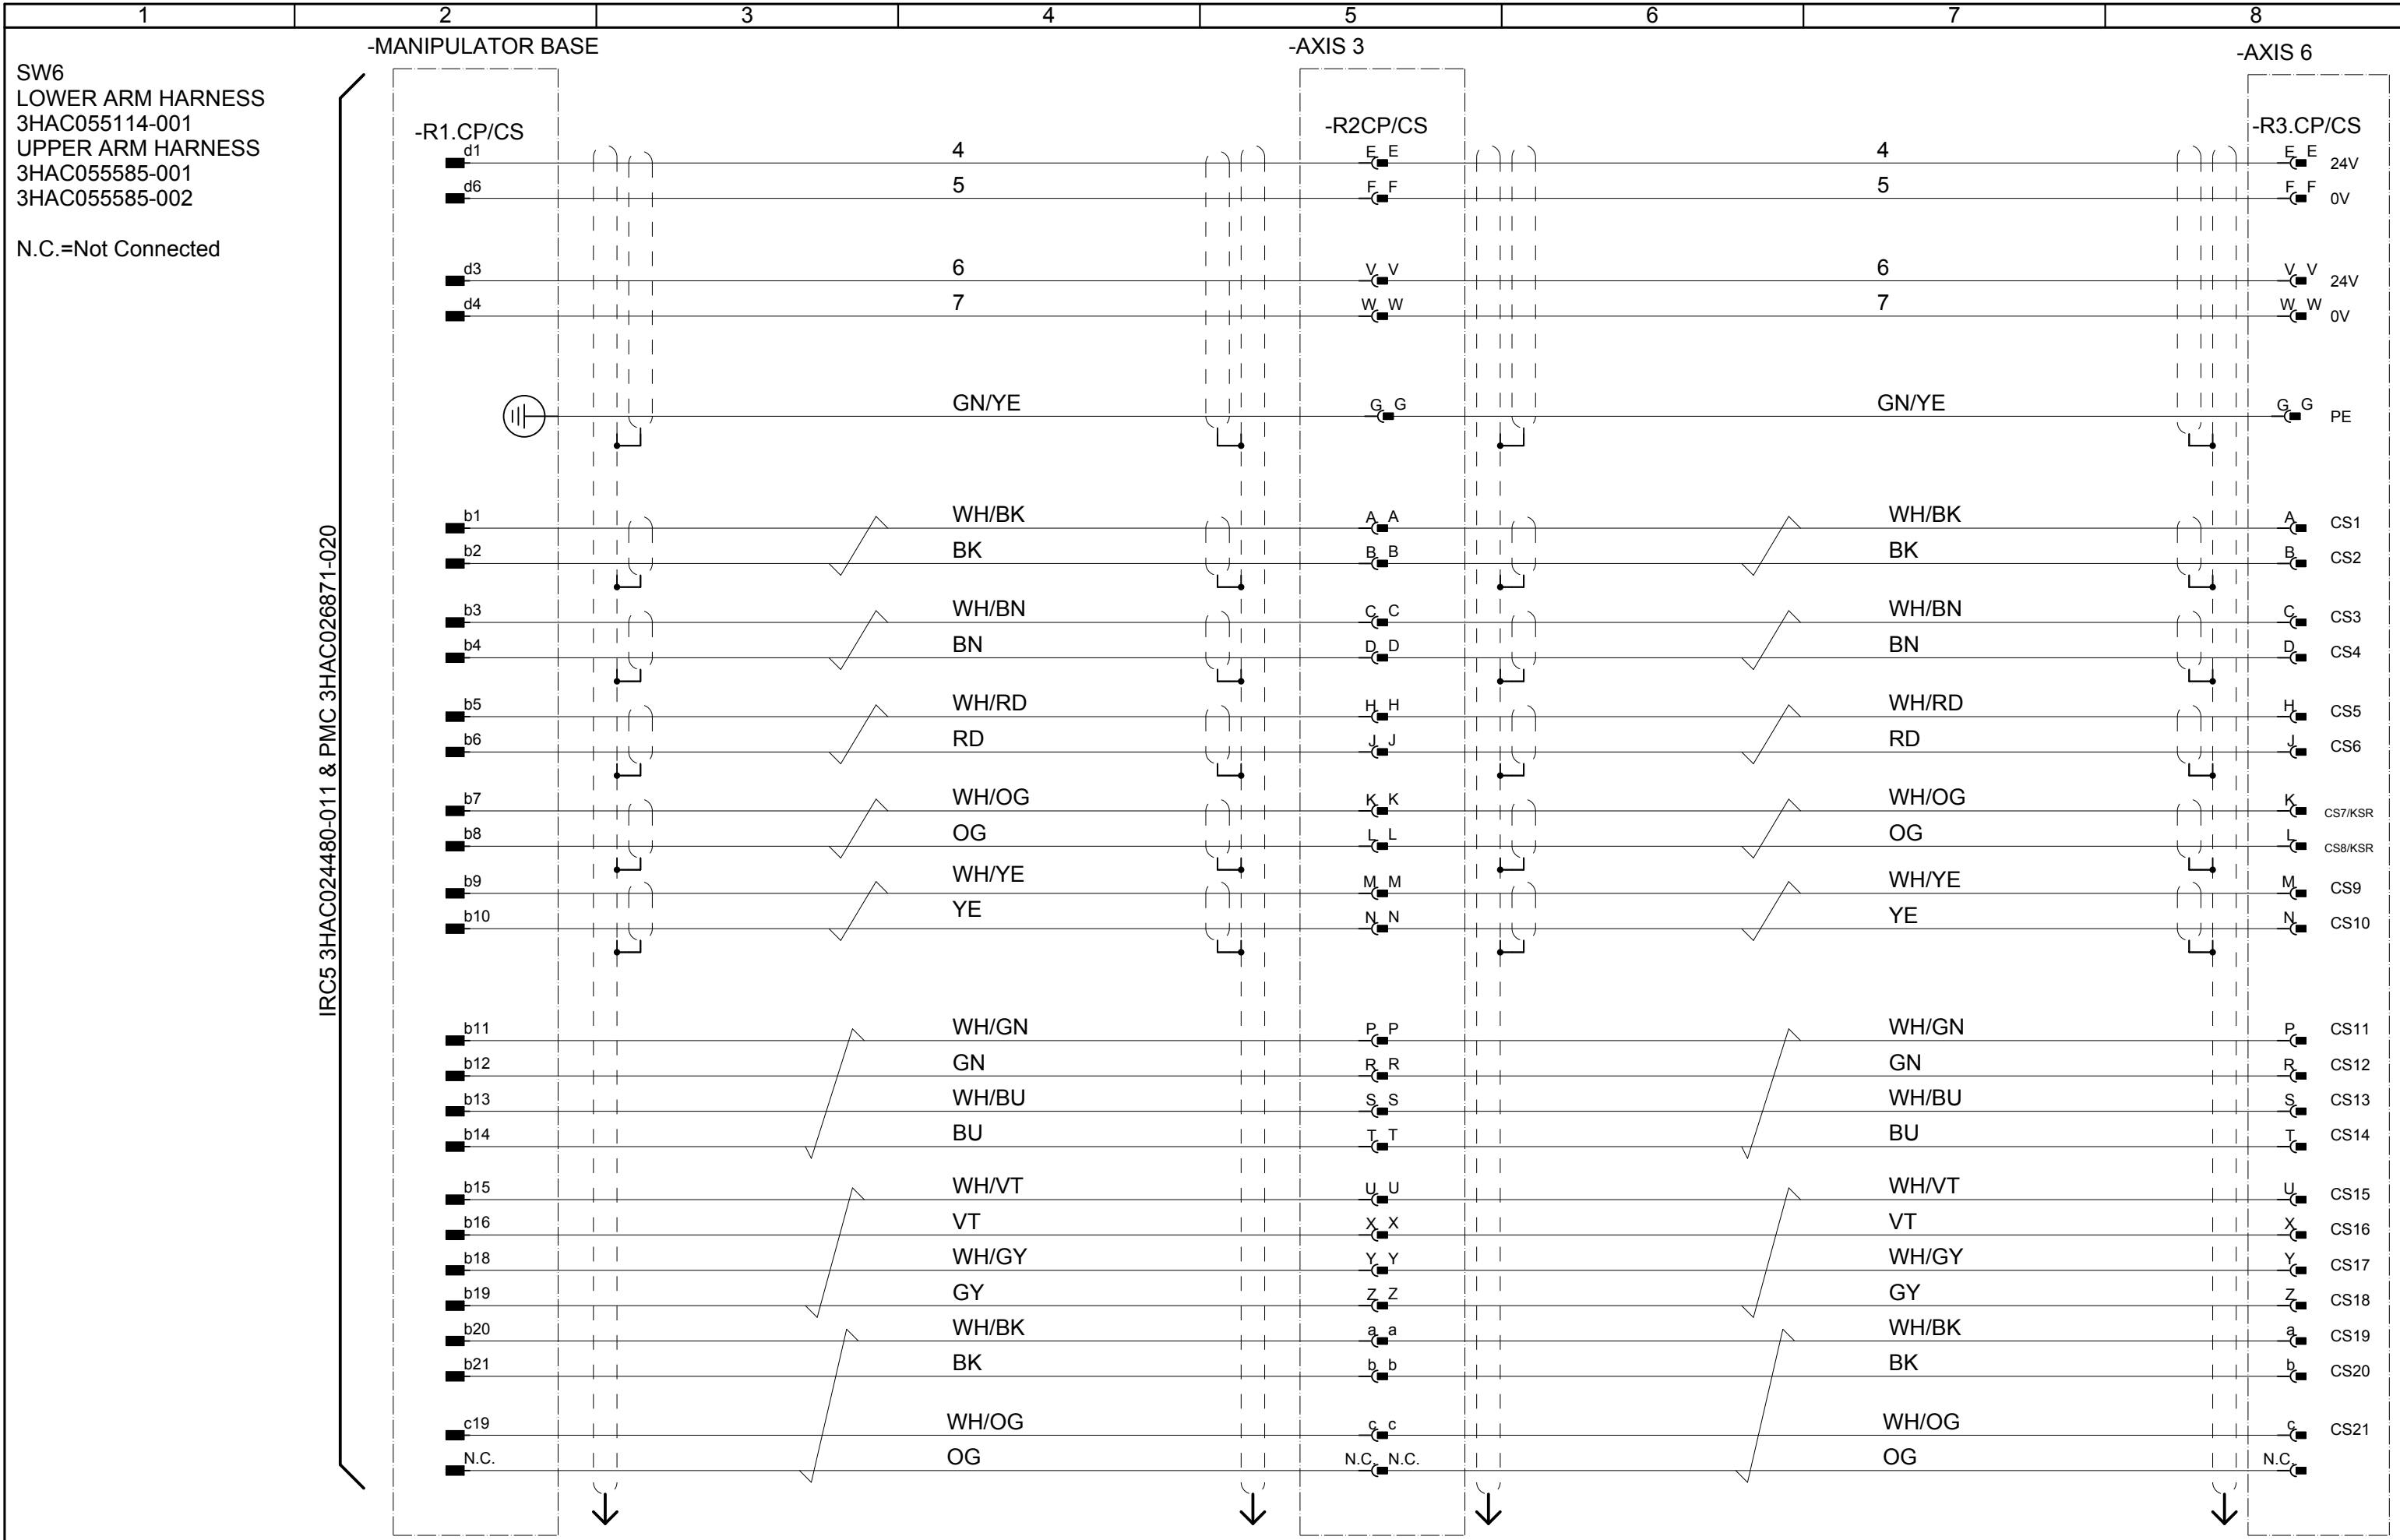 1 2 3 4 5 6 7 8
-MANIPULATOR BASE -AXIS 3 -AXIS 6
SW6
LOWER ARM HARNESS
3HAC055114-001
UPPER ARM HARNESS
3HAC055585-001
3HAC055585-002
N.C.=Not Connected
IRC5 3HAC024480-011 & PMC 3HAC026871-020
-R1.CP/CS -R2CP/CS -R3.CP/CS
d1 4 E E 4 E E 24V
d6 5 F F 5 F F 0V
d3 6 V V 6 V V 24V
d4 7 W W 7 W W 0V
GN/YE G G GN/YE G G PE
b1 WH/BK A A WH/BK A CS1
b2 BK B B BK B CS2
b3 WH/BN C C WH/BN C CS3
b4 BN D D BN D CS4
b5 WH/RD H H WH/RD H CS5
b6 RD J J RD J CS6
b7 WH/OG K K WH/OG K CS7/KSR
b8 OG L L OG L CS8/KSR
b9 WH/YE M M WH/YE M CS9
b10 YE N N YE N CS10
b11 WH/GN P P WH/GN P CS11
b12 GN R R GN R CS12
b13 WH/BU S S WH/BU S CS13
b14 BU T T BU T CS14
b15 WH/VT U U WH/VT U CS15
b16 VT X X VT X CS16
b18 WH/GY Y Y WH/GY Y CS17
b19 GY Z Z GY Z CS18
b20 WH/BK a a WH/BK a CS19
b21 BK b b BK b CS20
c19 WH/OG c c WH/OG c CS21
N.C. OG N.C. N.C. OG N.C.